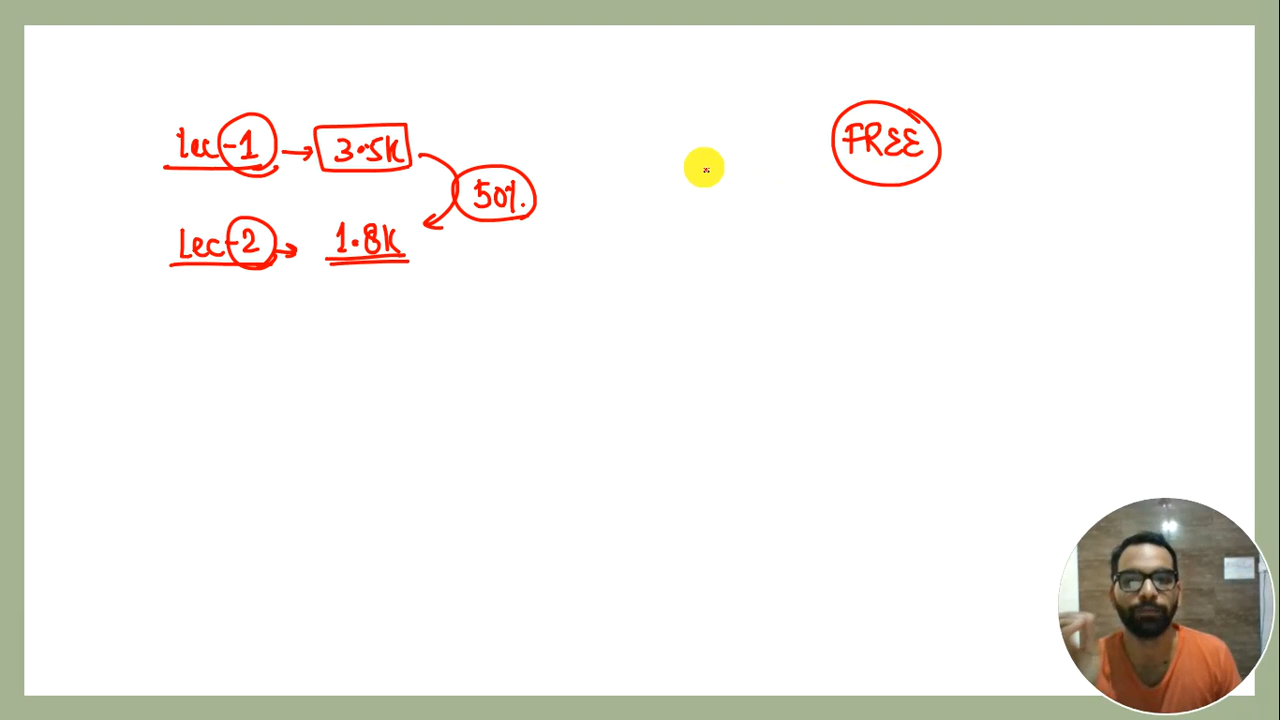 lec-1 → 3.5K
FREE
50%.
lec-2 → 1.8K